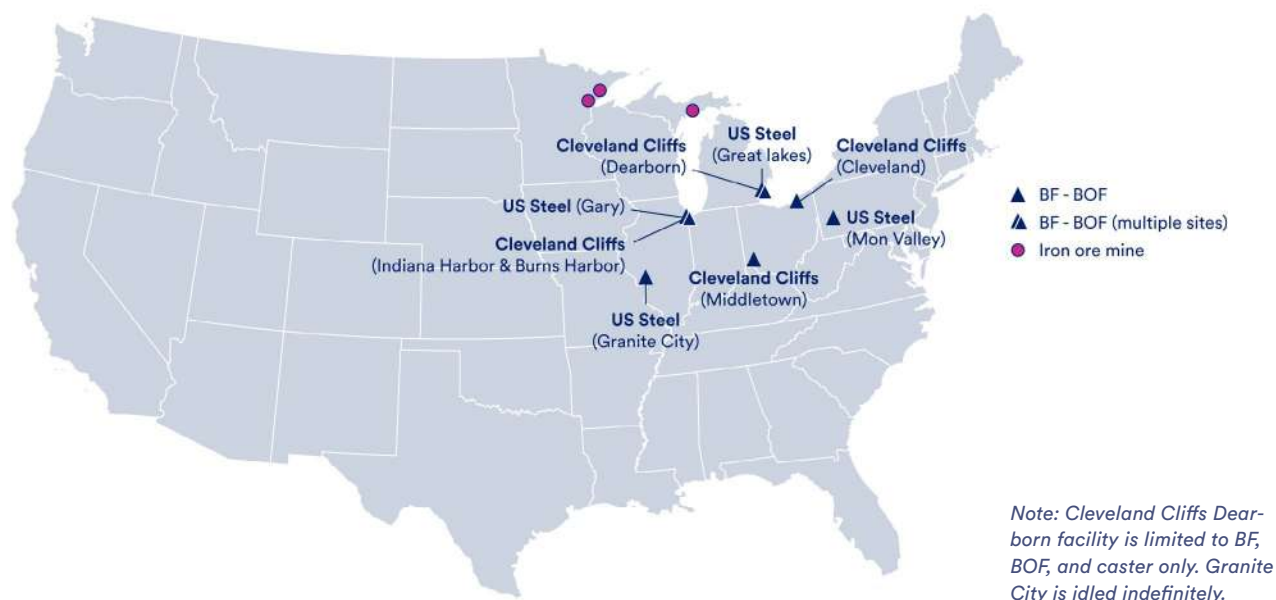 US Steel
(Great lakes)
Cleveland Cliffs
(Dearborn)
Cleveland Cliffs
(Cleveland)
US Steel (Gary)
Cleveland Cliffs
(Indiana Harbor & Burns Harbor)
US Steel
(Mon Valley)
Cleveland Cliffs
(Middletown)
US Steel
(Granite City)
BF - BOF
BF - BOF (multiple sites)
Iron ore mine
Note: Cleveland Cliffs Dear-
born facility is limited to BF,
BOF, and caster only. Granite
City is idled indefinitely.